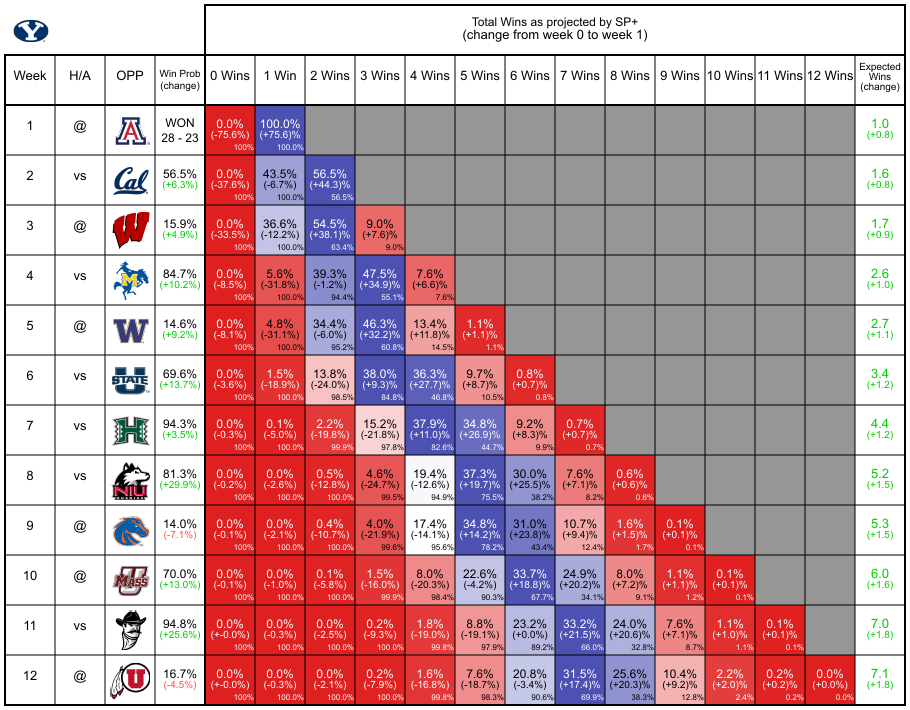 Y
Total Wins as projected by SP+
(change from week 0 to week 1)
Week H/A OPP Win Prob (change) 0 Wins 1 Win 2 Wins 3 Wins 4 Wins 5 Wins 6 Wins 7 Wins 8 Wins 9 Wins 10 Wins 11 Wins 12 Wins Expected Wins (change)
1 @ A WON 0.0% 100.0% 1.0
28 - 23 (-75.6%) (+75.6)% (+0.8)
100% 100.0%
2 vs Cal 56.5% 0.0% 43.5% 56.5% 1.6
(+6.3%) (-37.6%) (-6.7%) (+44.3)% (+0.8)
100% 100.0% 56.5%
3 @ W 15.9% 0.0% 36.6% 54.5% 9.0% 1.7
(+4.9%) (-33.5%) (-12.2%) (+38.1)% (+7.6)% (+0.9)
100% 100.0% 63.4% 9.0%
4 vs M 84.7% 0.0% 5.6% 39.3% 47.5% 7.6% 2.6
(+10.2%) (-8.5%) (-31.8%) (-1.2%) (+34.9)% (+6.6)% (+1.0)
100% 100.0% 94.4% 55.1% 7.6%
5 @ W 14.6% 0.0% 4.8% 34.4% 46.3% 13.4% 1.1% 2.7
(+9.2%) (-8.1%) (-31.1%) (-6.0%) (+32.2)% (+11.8)% (+1.1)% (+1.1)
100% 100.0% 95.2% 60.8% 14.5% 1.1%
6 vs U STATE 69.6% 0.0% 1.5% 13.8% 38.0% 36.3% 9.7% 0.8% 3.4
(+13.7%) (-3.6%) (-18.9%) (-24.0%) (+9.3)% (+27.7)% (+8.7)% (+0.7)% (+1.2)
100% 100.0% 98.5% 84.8% 46.8% 10.5% 0.8%
7 vs H 94.3% 0.0% 0.1% 2.2% 15.2% 37.9% 34.8% 9.2% 0.7% 4.4
(+3.5%) (-0.3%) (-5.0%) (-19.8%) (-21.8%) (+11.0)% (+26.9)% (+8.3)% (+0.7)% (+1.2)
100% 100.0% 99.9% 97.8% 82.6% 44.7% 9.9% 0.7%
8 vs NIU 81.3% 0.0% 0.0% 0.5% 4.6% 19.4% 37.3% 30.0% 7.6% 0.6% 5.2
(+29.9%) (-0.2%) (-2.6%) (-12.8%) (-24.7%) (-12.6%) (+19.7)% (+25.5)% (+7.1)% (+0.6)% (+1.5)
100% 100.0% 100.0% 99.5% 94.9% 75.5% 38.2% 8.2% 0.6%
9 @ 14.0% 0.0% 0.0% 0.4% 4.0% 17.4% 34.8% 31.0% 10.7% 1.6% 0.1% 5.3
(-7.1%) (-0.1%) (-2.1%) (-10.7%) (-21.9%) (-14.1%) (+14.2)% (+23.8)% (+9.4)% (+1.5)% (+0.1)% (+1.5)
100% 100.0% 100.0% 99.6% 95.6% 78.2% 43.4% 12.4% 1.7% 0.1%
10 @ U MASS 70.0% 0.0% 0.0% 0.1% 1.5% 8.0% 22.6% 33.7% 24.9% 8.0% 1.1% 0.1% 6.0
(+13.0%) (-0.1%) (-1.0%) (-5.8%) (-16.0%) (-20.3%) (-4.2%) (+18.8)% (+20.2)% (+7.2)% (+1.1)% (+0.1)% (+1.6)
100% 100.0% 100.0% 99.9% 98.4% 90.3% 67.7% 34.1% 9.1% 1.2% 0.1%
11 vs 94.8% 0.0% 0.0% 0.0% 0.2% 1.8% 8.8% 23.2% 33.2% 24.0% 7.6% 1.1% 0.1% 7.0
(+25.6%) (+-0.0%) (-0.3%) (-2.5%) (-9.3%) (-19.0%) (-19.1%) (+0.0)% (+21.5)% (+20.6)% (+7.1)% (+1.0)% (+0.1)% (+1.8)
100% 100.0% 100.0% 100.0% 99.8% 97.9% 89.2% 66.0% 32.8% 8.7% 1.1% 0.1%
12 @ U 16.7% 0.0% 0.0% 0.0% 0.2% 1.6% 7.6% 20.8% 31.5% 25.6% 10.4% 2.2% 0.2% 0.0% 7.1
(-4.5%) (+-0.0%) (-0.3%) (-2.1%) (-7.9%) (-16.8%) (-18.7%) (-3.4%) (+17.4)% (+20.3)% (+9.2)% (+2.0)% (+0.2)% (+0.0)% (+1.8)
100% 100.0% 100.0% 100.0% 99.8% 98.3% 90.6% 69.9% 38.3% 12.8% 2.4% 0.2% 0.0%